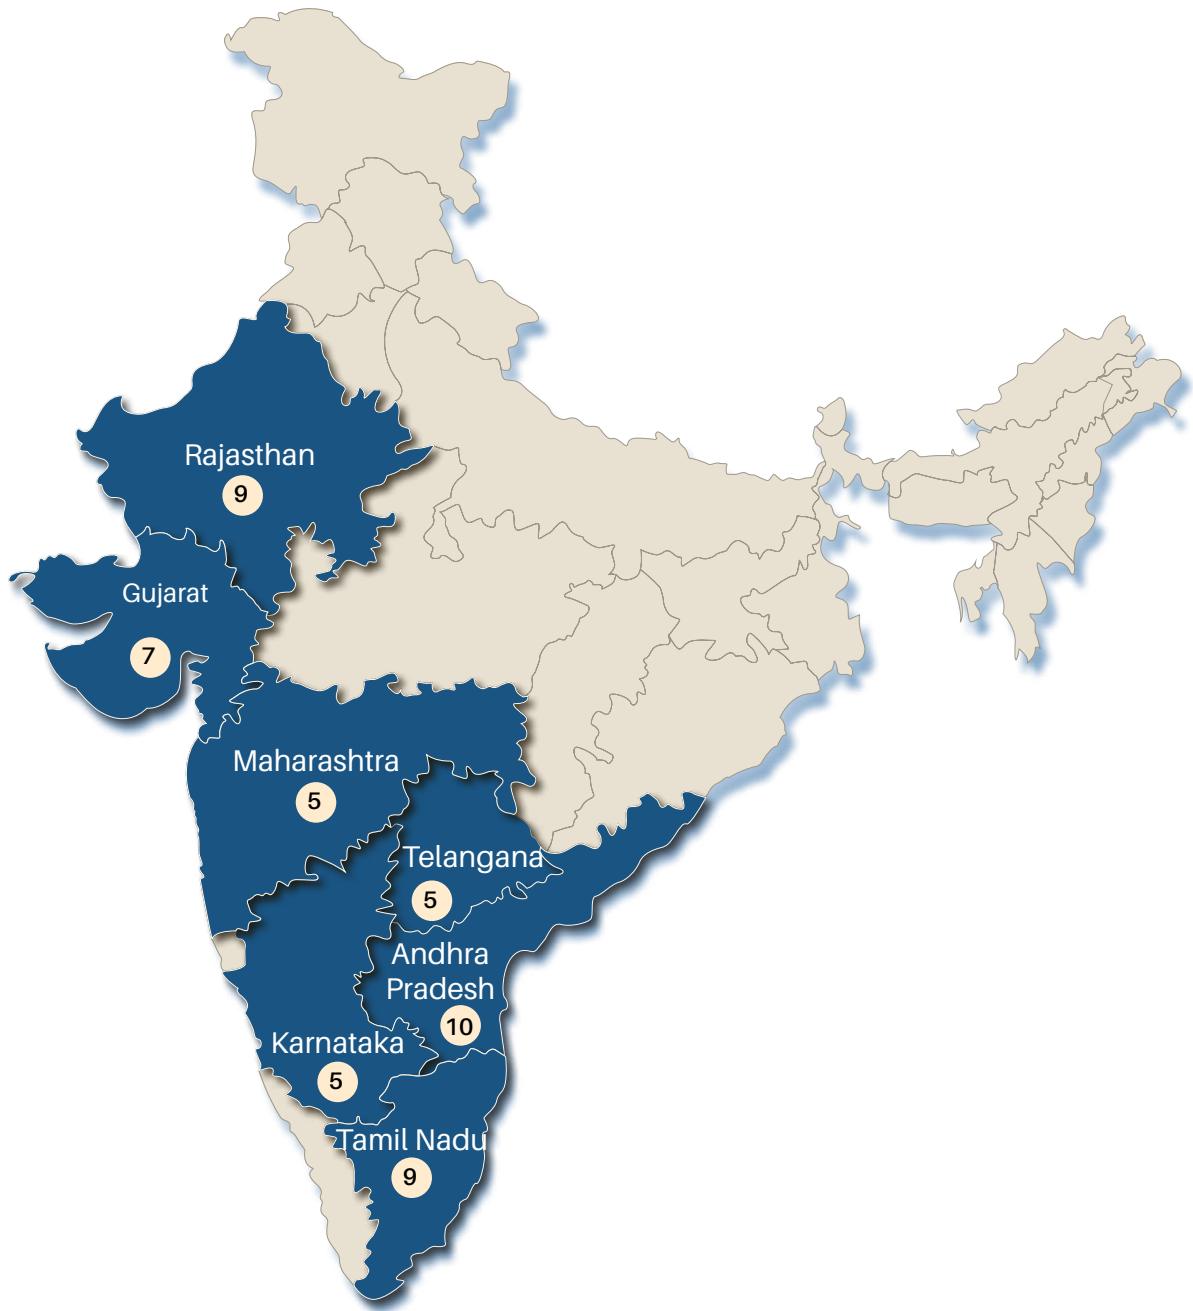 Rajasthan
9
Gujarat
7
Maharashtra
5
Telangana
5
Andhra
Pradesh
10
Karnataka
5
Tamil Nadu
9